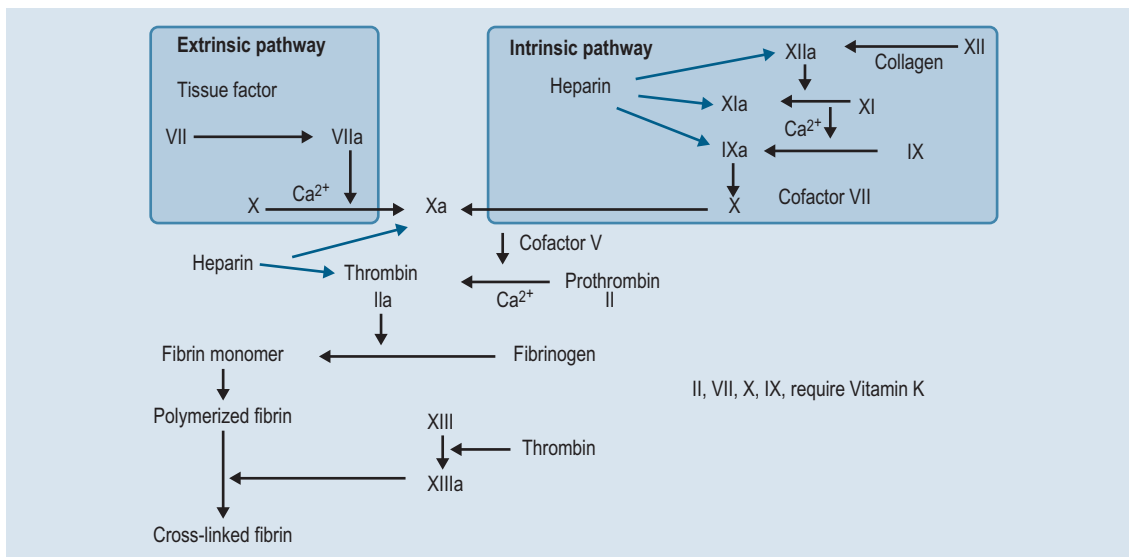 Extrinsic pathway
Tissue factor
VII
VIIa
Ca2+
X
Intrinsic pathway
Heparin
XIIa
XII
Collagen
XIa
XI
Ca2+
IXa
IX
X
Cofactor VII
Xa
Cofactor V
Heparin
Thrombin
IIa
Ca2+
Prothrombin
II
Fibrin monomer
Fibrinogen
II, VII, X, IX, require Vitamin K
Polymerized fibrin
XIII
Thrombin
XIIIa
Cross-linked fibrin